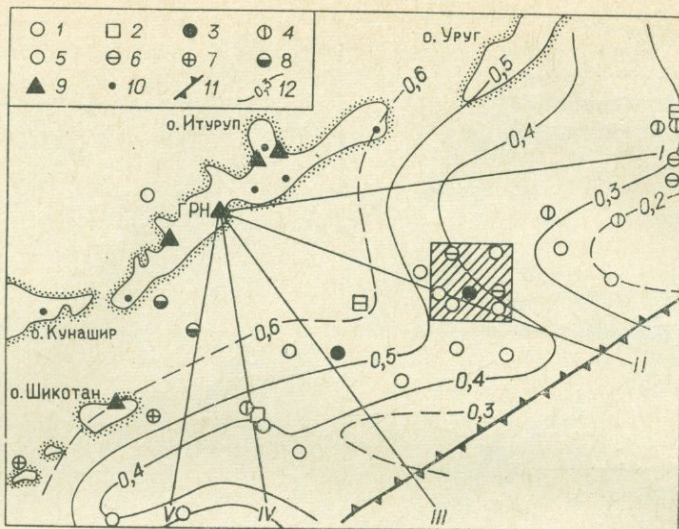 1 2 3 4
5 6 7 8
9 10 11 0,3 12
о. Уруп
0,6
0,5
0,4
о. Итуруп
I
0,3
0,2
ГРН
о. Кунашир
0,6
0,5
II
о. Шикотан
0,4
0,3
0,4
V
IV
III